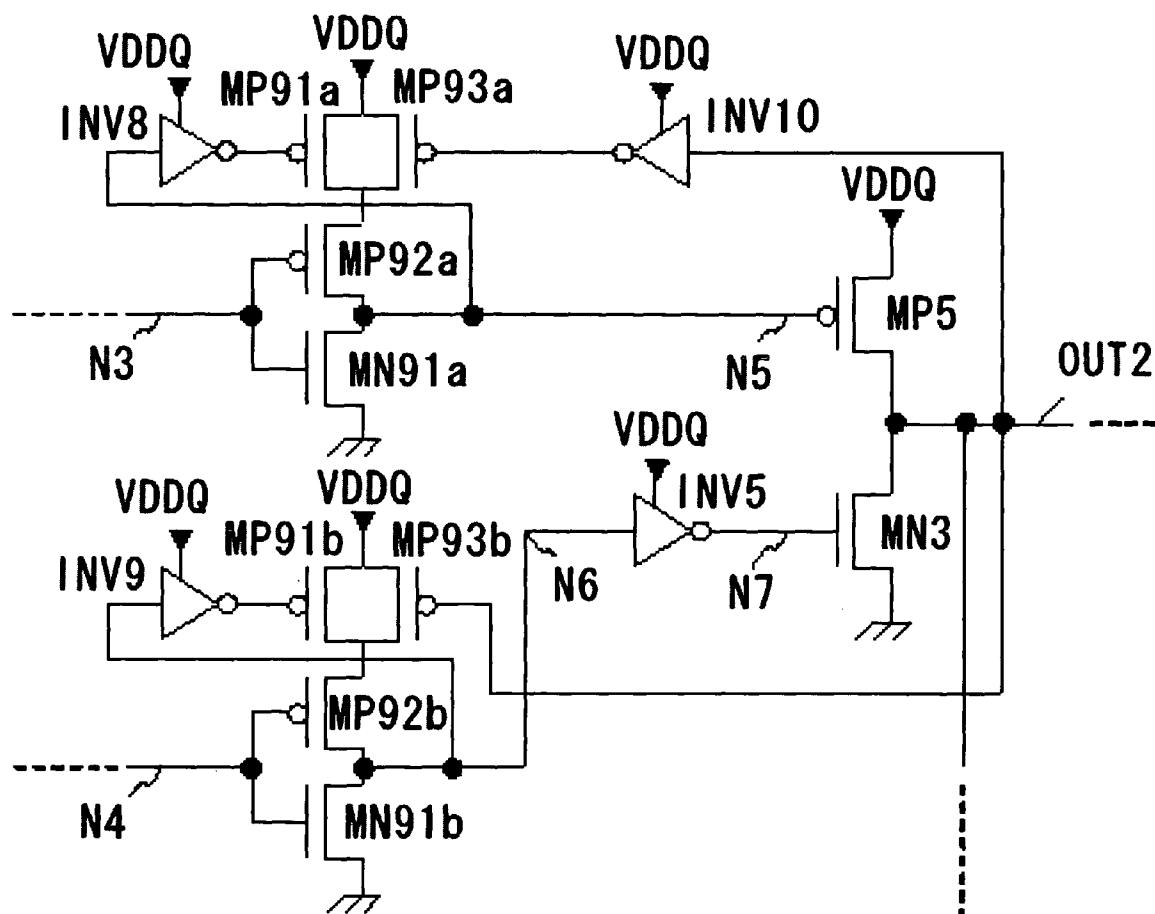 VDDQ
VDDQ
VDDQ
MP91a
MP93a
INV8
INV10
VDDQ
MP92a
MP5
N3
MN91a
N5
OUT2
VDDQ
VDDQ
VDDQ
INV5
MP91b
MP93b
MN3
INV9
N6
N7
MP92b
N4
MN91b